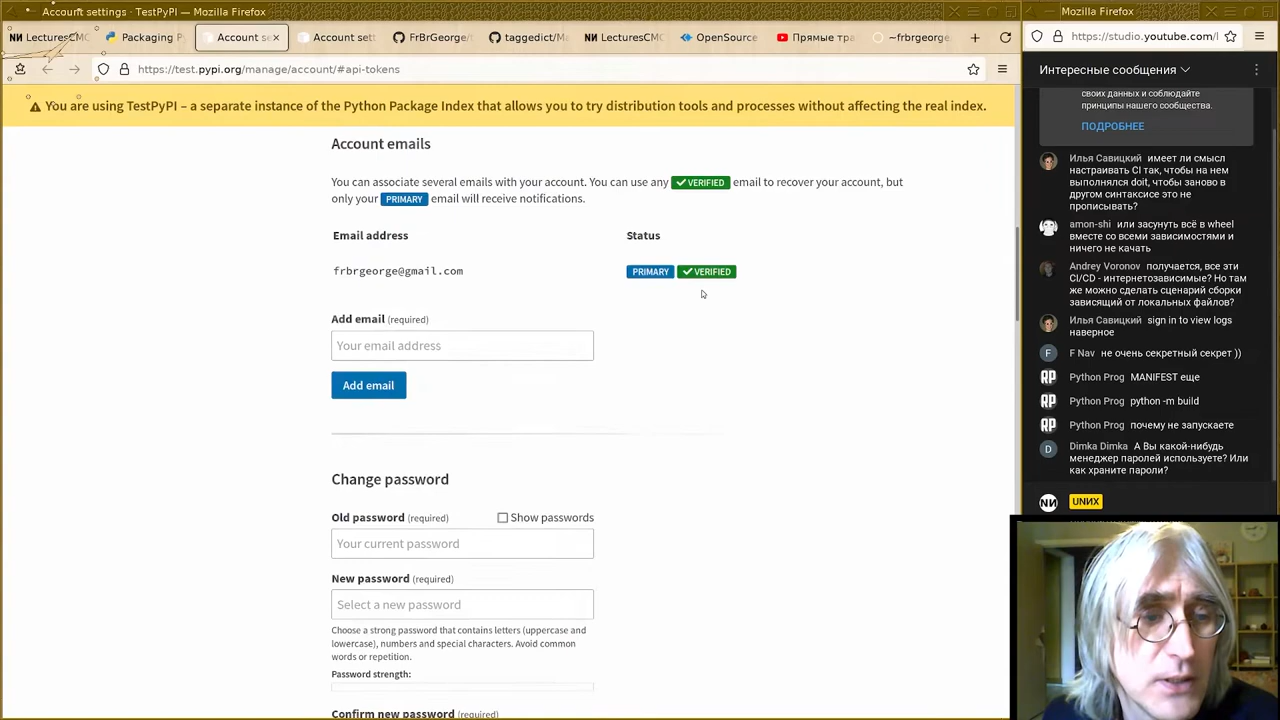 Account settings - TestPyPI — Mozilla Firefox
Mozilla Firefox
LecturesCMC
Packaging Py
Account se
Account sett
FrBrGeorge/t
taggedict/Ma
LecturesCMC
OpenSource
Прямые тра
~frbrgeorge
https://test.pypi.org/manage/account/#api-tokens
https://studio.youtube.com/l
You are using TestPyPI – a separate instance of the Python Package Index that allows you to try distribution tools and processes without affecting the real index.
Account emails
You can associate several emails with your account. You can use any VERIFIED email to recover your account, but
only your PRIMARY email will receive notifications.
Email address Status
frbrgeorge@gmail.com PRIMARY VERIFIED
Add email (required)
Your email address
Add email
Change password
Old password (required) Show passwords
Your current password
New password (required)
Select a new password
Choose a strong password that contains letters (uppercase and
lowercase), numbers and special characters. Avoid common
words or repetition.
Password strength:
Confirm new password (required)
Интересные сообщения
своих данных и соблюдайте
принципы нашего сообщества.
ПОДРОБНЕЕ
Илья Савицкий имеет ли смысл
настраивать CI так, чтобы на нем
выполнялся doit, чтобы заново в
другом синтаксисе это не
прописывать?
amon-shi или засунуть всё в wheel
вместе со всеми зависимостями и
ничего не качать
Andrey Voronov получается, все эти
CI/CD - интернетозависимые? Но там
же можно сделать сценарий сборки
зависящий от локальных файлов?
Илья Савицкий sign in to view logs
наверное
F F Nav не очень секретный секрет ))
Python Prog MANIFEST еще
Python Prog python -m build
Python Prog почему не запускаете
D Dimka Dimka А Вы какой-нибудь
менеджер паролей используете? Или
как храните пароли?
UNИX